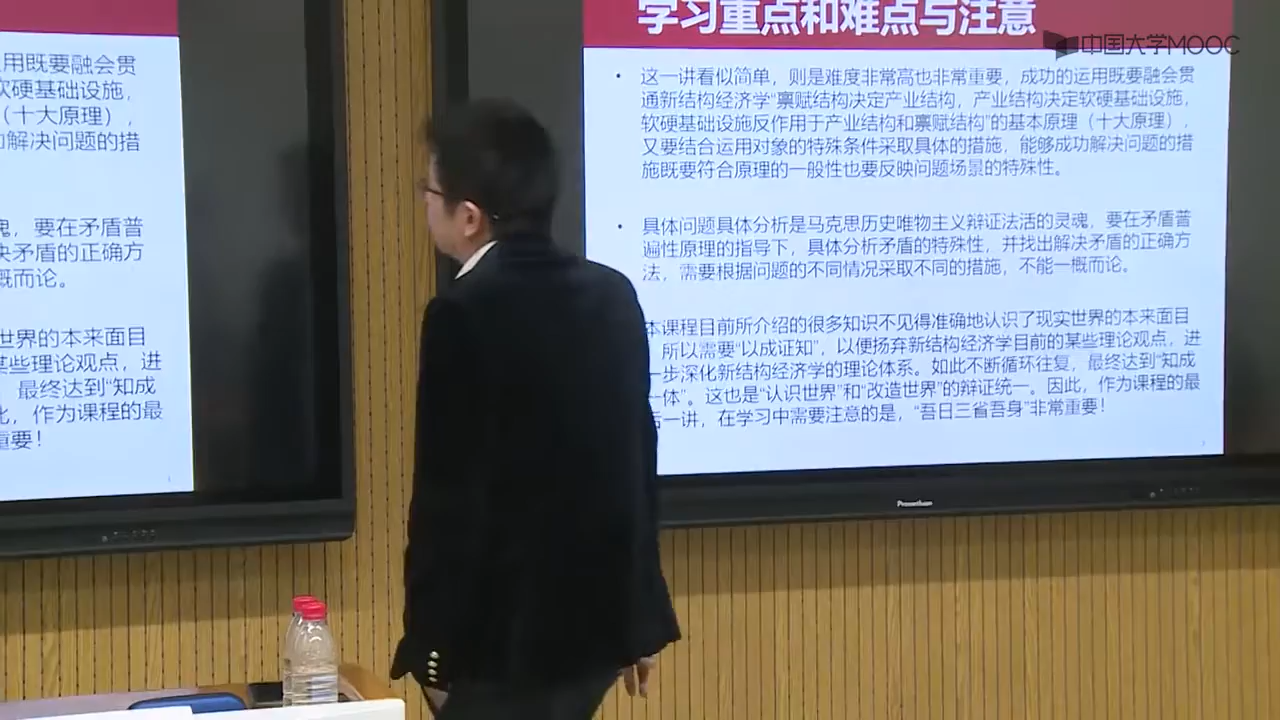 学习重点和难点与注意
中国大学MOOC
• 这一讲看似简单，则是难度非常高也非常重要，成功的运用既要融会贯
通新结构经济学“禀赋结构决定产业结构，产业结构决定软硬基础设施，
软硬基础设施反作用于产业结构和禀赋结构”的基本原理（十大原理），
又要结合运用对象的特殊条件采取具体的措施，能够成功解决问题的措
施既要符合原理的一般性也要反映问题场景的特殊性。
• 具体问题具体分析是马克思历史唯物主义辩证法活的灵魂，要在矛盾普
遍性原理的指导下，具体分析矛盾的特殊性，并找出解决矛盾的正确方
法，需要根据问题的不同情况采取不同的措施，不能一概而论。
本课程目前所介绍的很多知识不见得准确地认识了现实世界的本来面目
，所以需要“以成证知”，以便扬弃新结构经济学目前的某些理论观点，进
一步深化新结构经济学的理论体系。如此不断循环往复，最终达到“知成
一体”。这也是“认识世界”和“改造世界”的辩证统一。因此，作为课程的最
后一讲，在学习中需要注意的是，“吾日三省吾身”非常重要！
Promethean
用既要融会贯
软硬基础设施，
（十大原理），
功解决问题的措
魂，要在矛盾普
决矛盾的正确方
概而论。
世界的本来面目
某些理论观点，进
最终达到“知成
此，作为课程的最
重要！